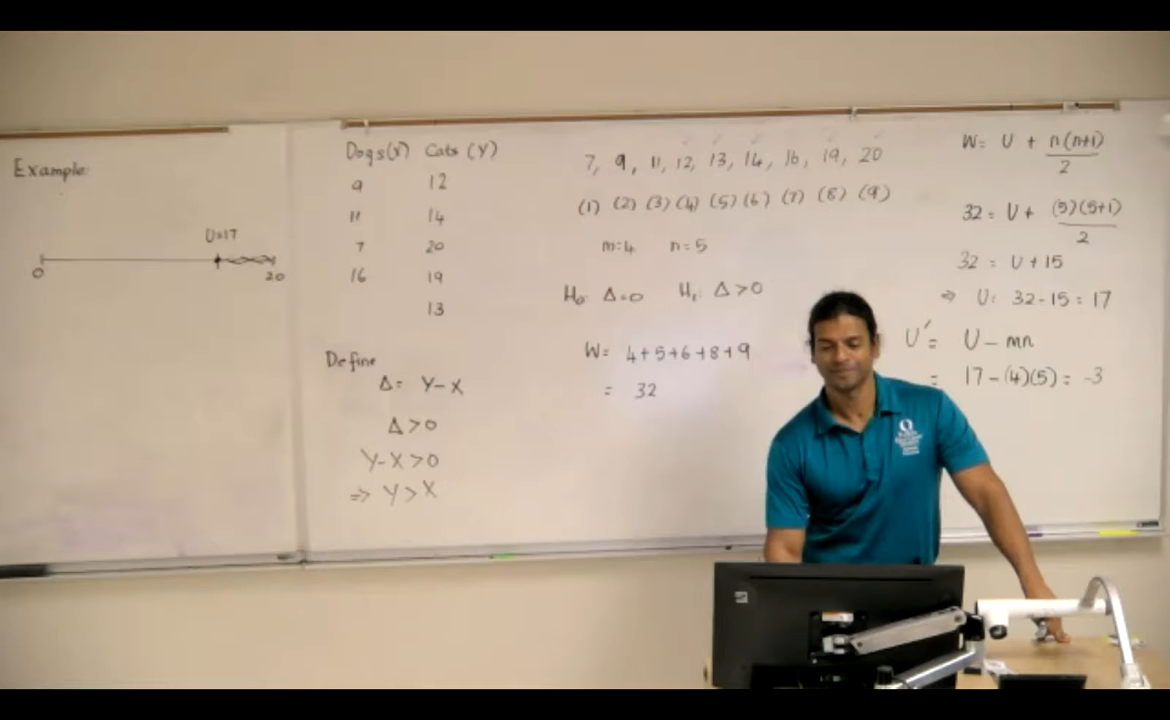 Example:
U=17
0
20
Dogs(X) Cats (Y)
9 12
11 14
7 20
16 19
13
Define
Δ= Y-X
Δ>0
Y-X>0
=> Y>X
7, 9, 11, 12, 13, 14, 16, 19, 20
(1) (2) (3) (4) (5) (6) (7) (8) (9)
m=4 n=5
H₀: Δ=0 H₁: Δ>0
W= 4+5+6+8+9
= 32
W= U + n(n+1)
2
32 = U+ (5)(5+1)
2
32 = U+15
=> U= 32-15=17
U'= U-mn
= 17-(4)(5)= -3